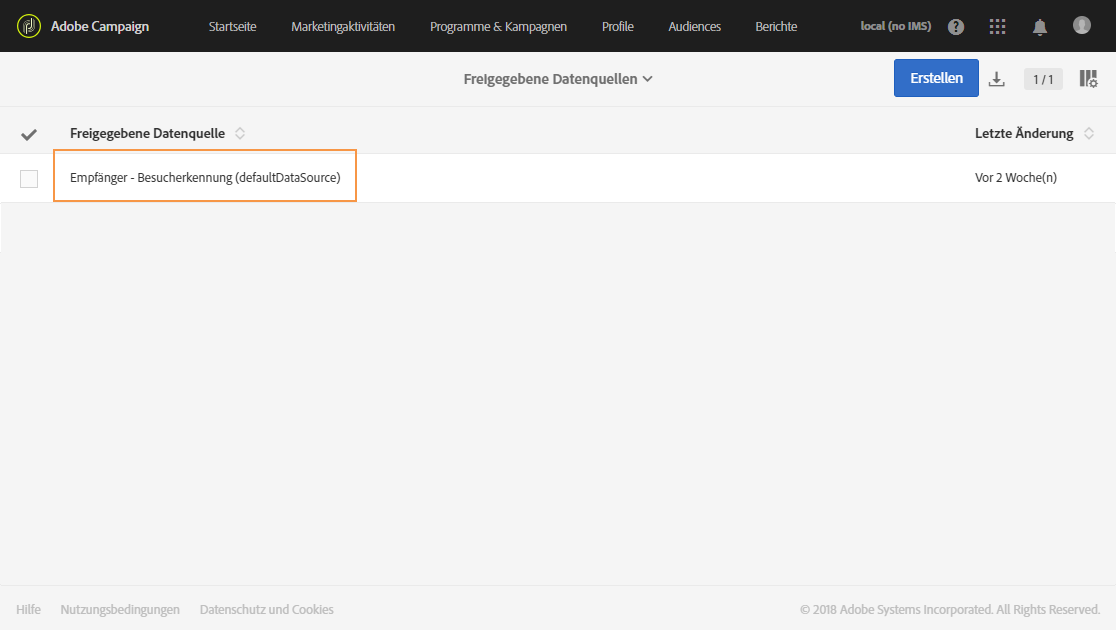 Adobe Campaign Startseite Marketingaktivitäten Programme & Kampagnen Profile Audiences Berichte local (no IMS) ?
Freigegebene Datenquellen Erstellen 1 / 1
Freigegebene Datenquelle Letzte Änderung
Empfänger - Besucherkennung (defaultDataSource) Vor 2 Woche(n)
Hilfe Nutzungsbedingungen Datenschutz und Cookies © 2018 Adobe Systems Incorporated. All Rights Reserved.